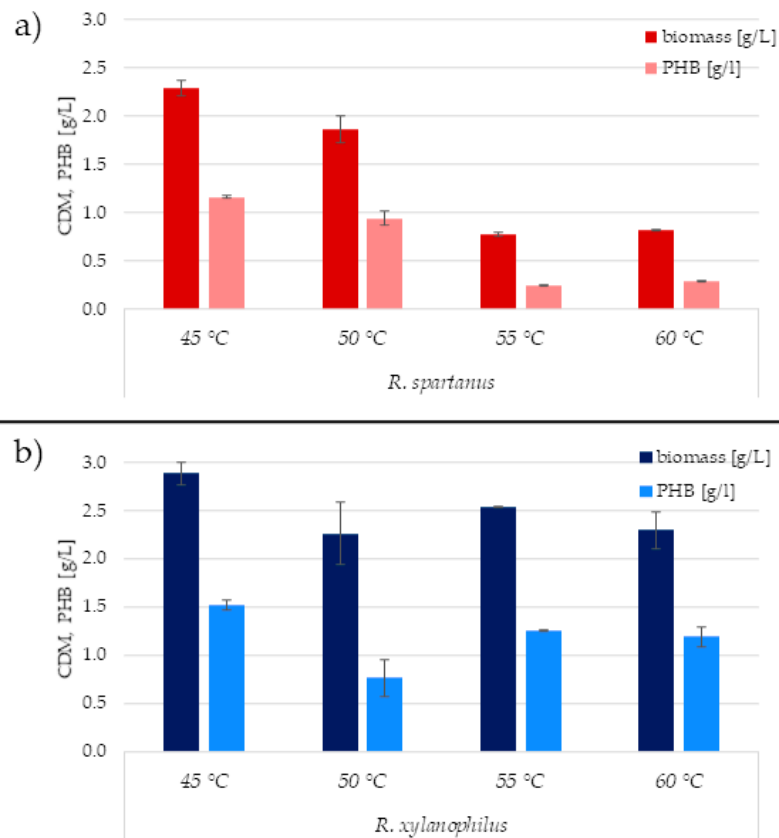 a)
3.0
2.5
2.0
1.5
1.0
0.5
0.0
CDM, PHB [g/L]
biomass [g/L]
PHB [g/l]
45 °C 50 °C 55 °C 60 °C
R. spartanus
b)
3.0
2.5
2.0
1.5
1.0
0.5
0.0
CDM, PHB [g/L]
biomass [g/L]
PHB [g/l]
45 °C 50 °C 55 °C 60 °C
R. xylanophilus